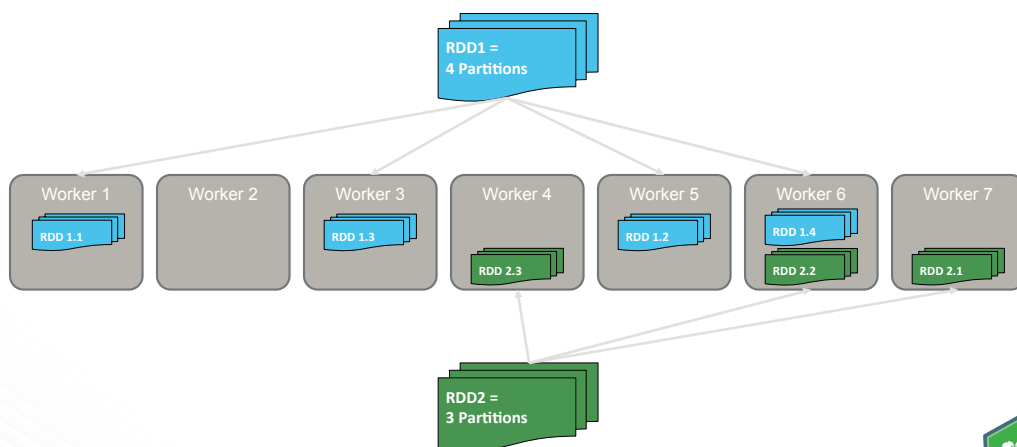 RDD1 =
4 Partitions
Worker 1
Worker 2
Worker 3
Worker 4
Worker 5
Worker 6
Worker 7
RDD 1.1
RDD 1.3
RDD 1.2
RDD 1.4
RDD 2.3
RDD 2.2
RDD 2.1
RDD2 =
3 Partitions